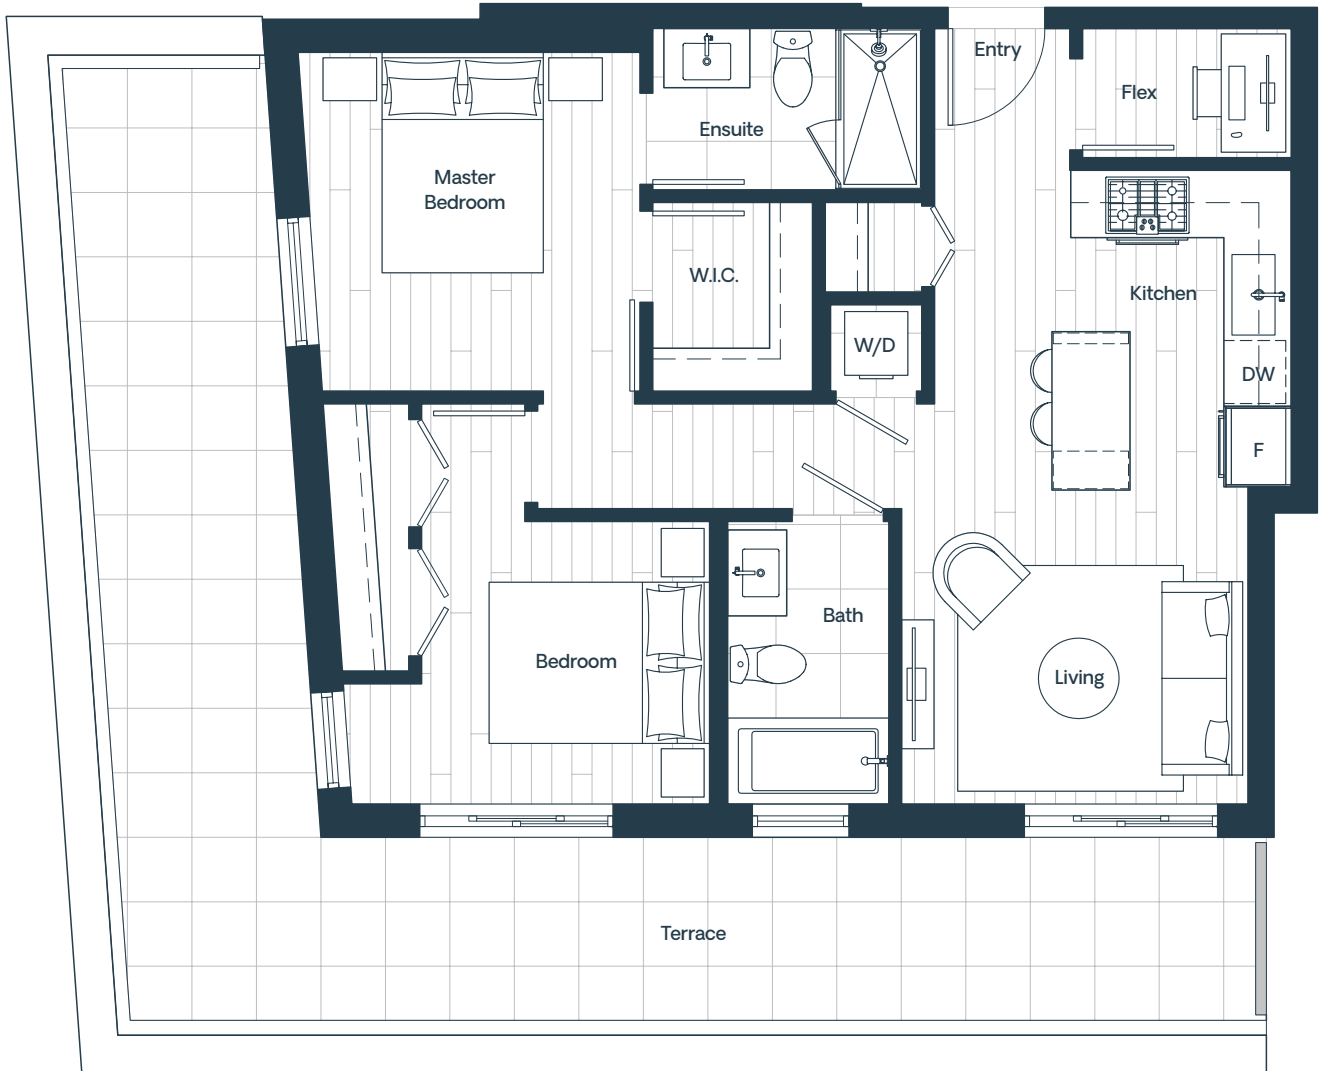 Entry
Flex
Ensuite
Master
Bedroom
W.I.C.
Kitchen
W/D
DW
F
Bath
Bedroom
Living
Terrace